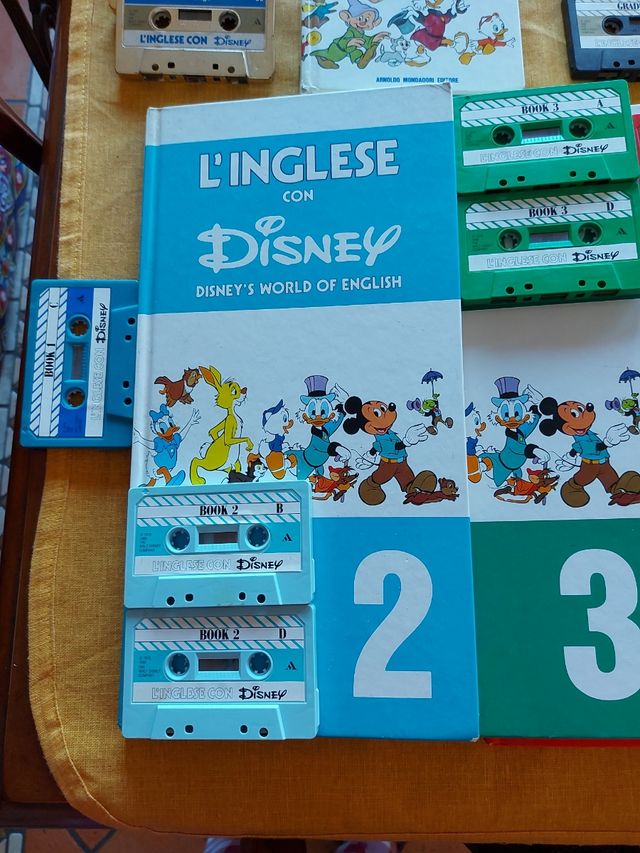 L'INGLESE CON DISNEY
A
ARNOLDO MONDADORI EDITORE
GRAD
L'INGLESE
CON
DISNEY
DISNEY'S WORLD OF ENGLISH
BOOK 3 A
L'INGLESE CON DISNEY
BOOK 3 D
L'INGLESE CON DISNEY
BOOK 1 C
L'INGLESE CON DISNEY
BOOK 2 B
A
L'INGLESE CON DISNEY
BOOK 2 D
A
L'INGLESE CON DISNEY
2
3